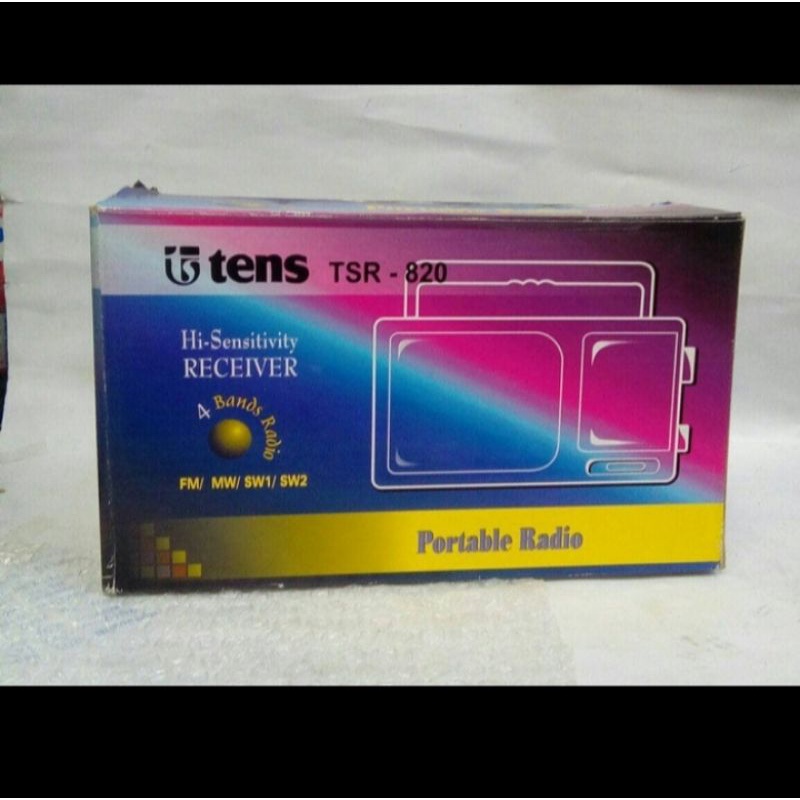 tens TSR - 820
Hi-Sensitivity
RECEIVER
4 Bands Radio
FM/ MW/ SW1/ SW2
Portable Radio